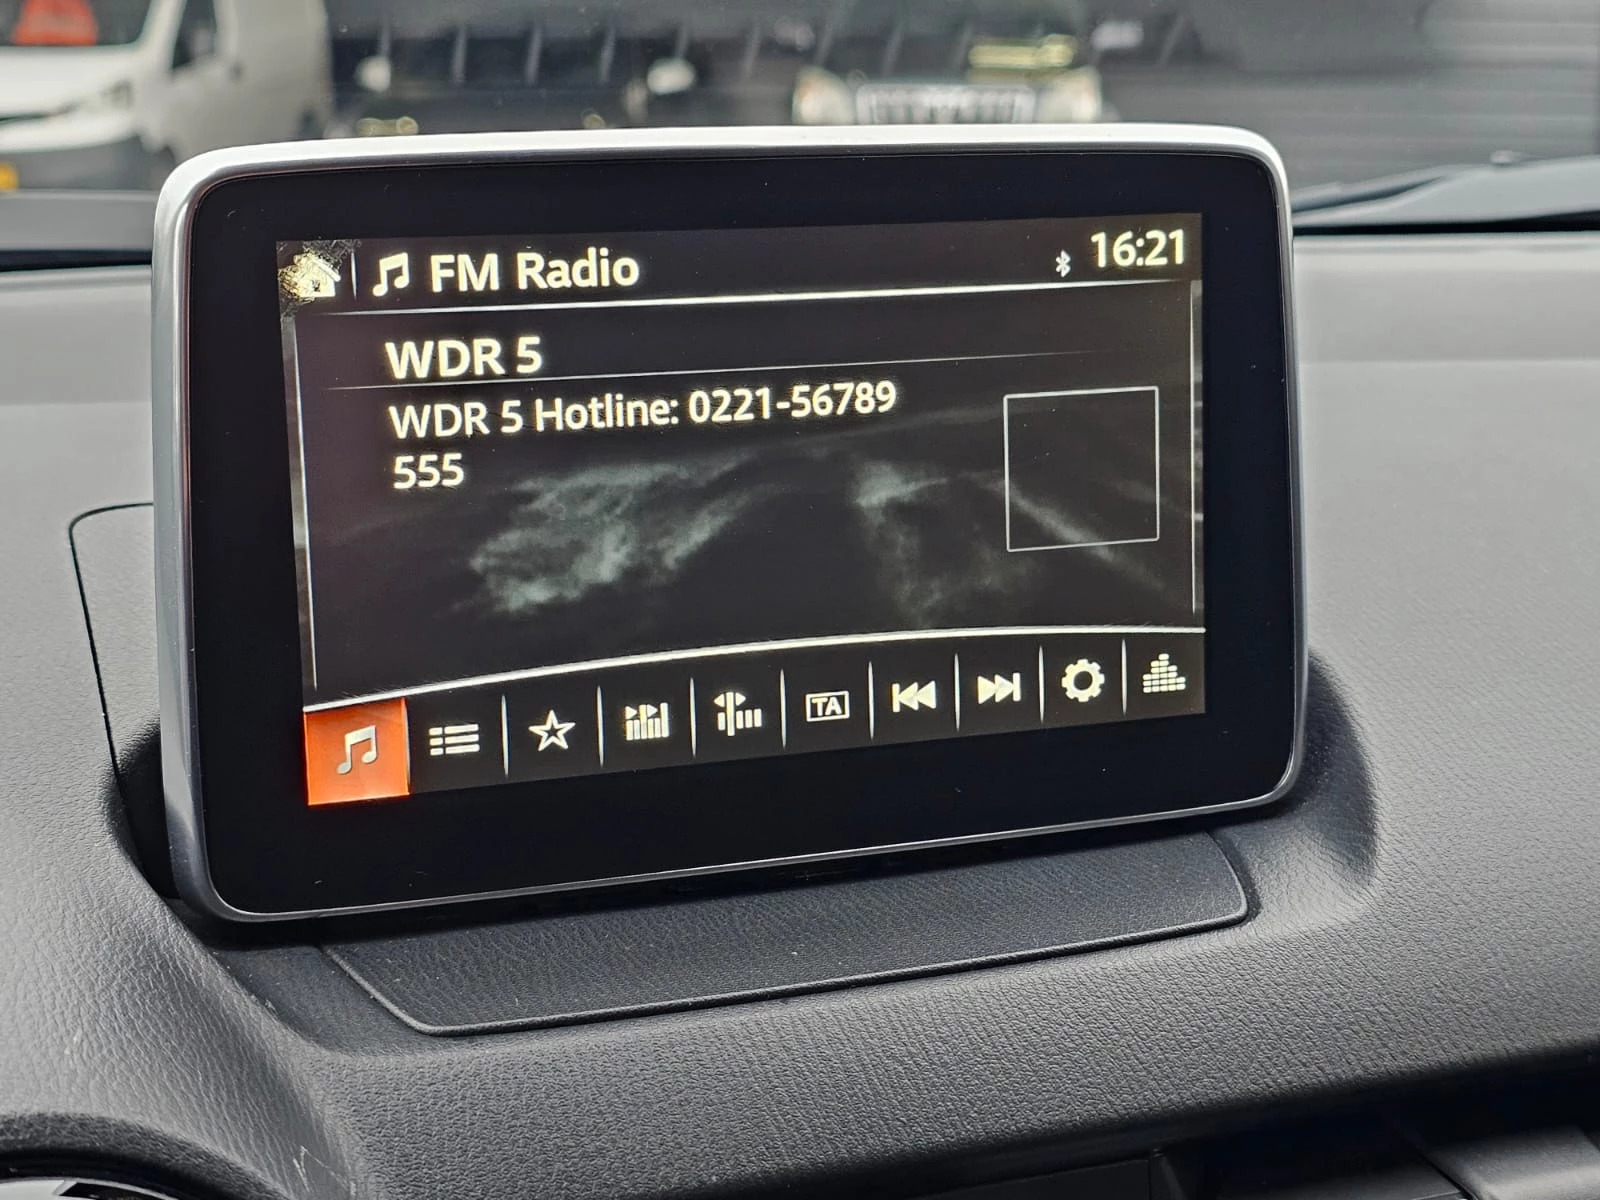 FM Radio
16:21
WDR 5
WDR 5 Hotline: 0221-56789
555
TA